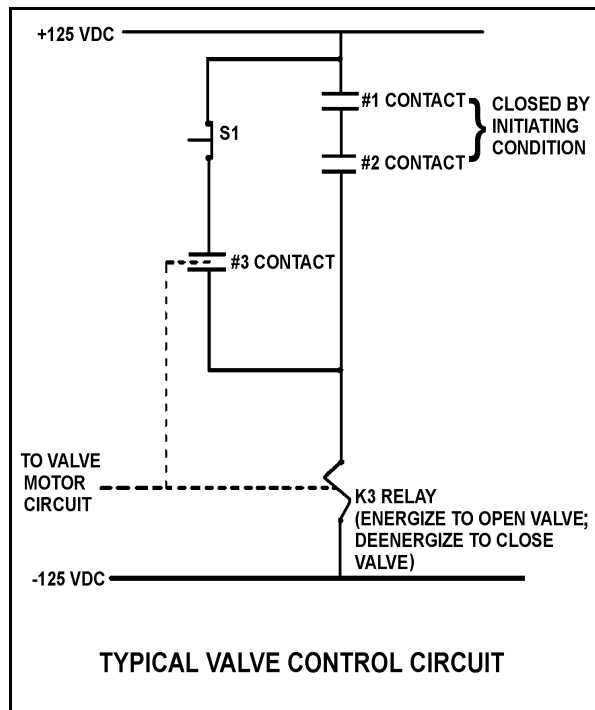 +125 VDC
#1 CONTACT
CLOSED BY
INITIATING
CONDITION
S1
#2 CONTACT
#3 CONTACT
TO VALVE
MOTOR
CIRCUIT
K3 RELAY
(ENERGIZE TO OPEN VALVE;
DEENERGIZE TO CLOSE
VALVE)
-125 VDC
TYPICAL VALVE CONTROL CIRCUIT